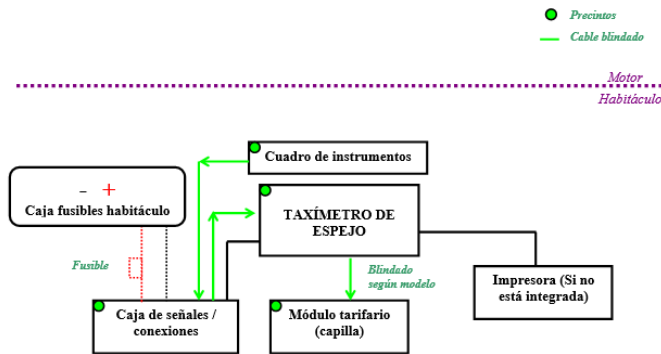 Precintos
Cable blindado
Motor
Habitáculo
Cuadro de instrumentos
- +
Caja fusibles habitáculo
TAXÍMETRO DE
ESPEJO
Fusible
Blindado
según modelo
Impresora (Si no
está integrada)
Caja de señales /
conexiones
Módulo tarifario
(capilla)